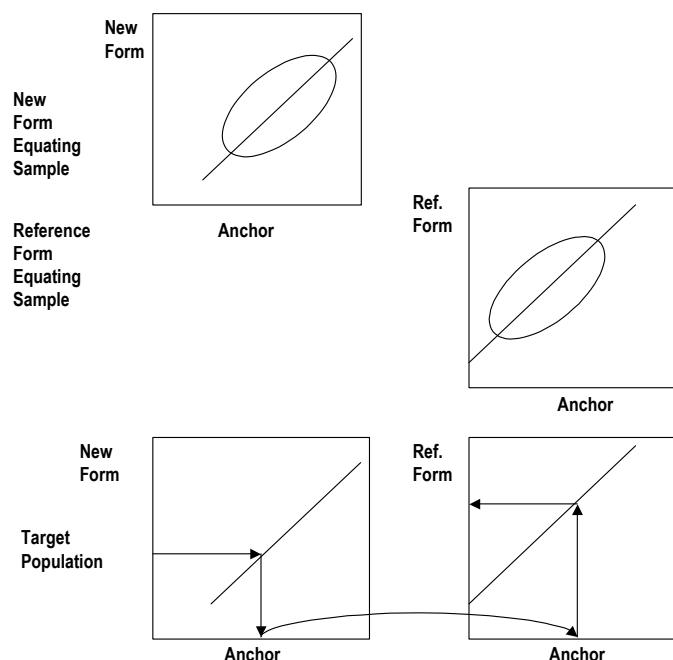 New
Form
New
Form
Equating
Sample
Anchor
Ref.
Form
Reference
Form
Equating
Sample
Anchor
New
Form
Ref.
Form
Target
Population
Anchor
Anchor